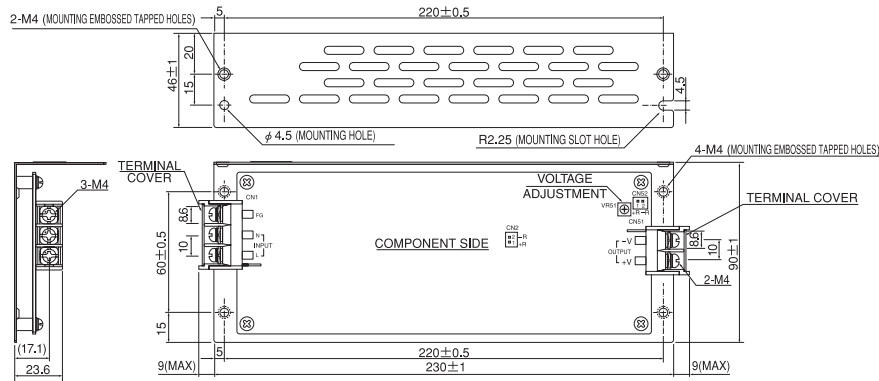 5
220±0.5
2-M4 (MOUNTING EMBOSSED TAPPED HOLES)
46±1
20
15
4.5
φ 4.5 (MOUNTING HOLE)
R2.25 (MOUNTING SLOT HOLE)
4-M4 (MOUNTING EMBOSSED TAPPED HOLES)
TERMINAL COVER
3-M4
CN1
VOLTAGE ADJUSTMENT
CN52
VR51
2
1
+R-R
CN51
TERMINAL COVER
8.6
10
FG
N
INPUT
L
60±0.5
COMPONENT SIDE
CN2
2
1
-R
+R
-V
OUTPUT
+V
8.6
10
90±1
2-M4
15
(17.1)
23.6
5
220±0.5
9(MAX)
230±1
9(MAX)